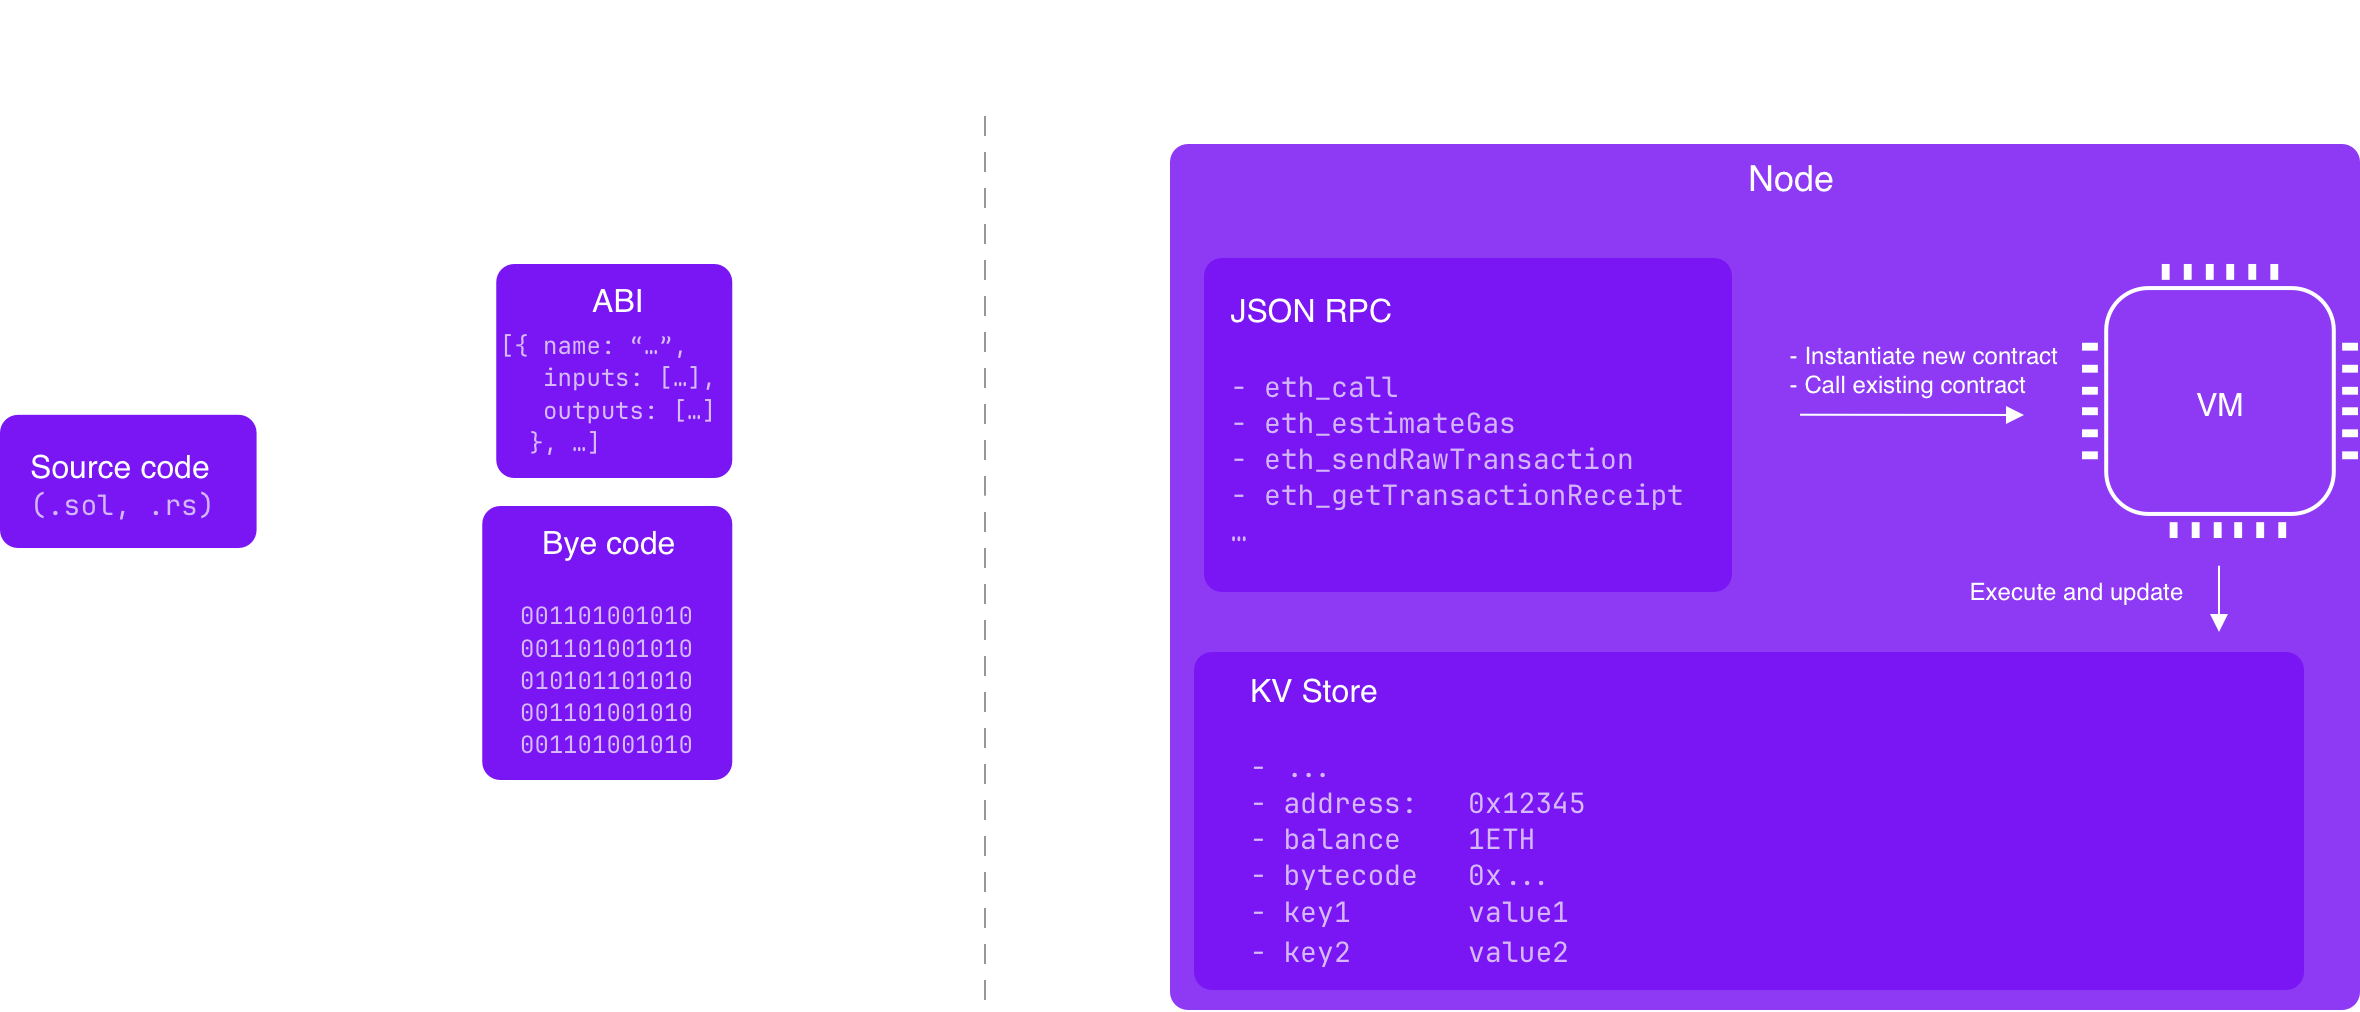 Source code
(.sol, .rs)
ABI
[{ name: “…”,
inputs: […],
outputs: […]
}, …]
Bye code
001101001010
001101001010
010101101010
001101001010
001101001010
Node
JSON RPC
- eth_call
- eth_estimateGas
- eth_sendRawTransaction
- eth_getTransactionReceipt
…
- Instantiate new contract
- Call existing contract
VM
Execute and update
KV Store
- ...
- address: 0x12345
- balance 1ETH
- bytecode 0x...
- key1 value1
- key2 value2